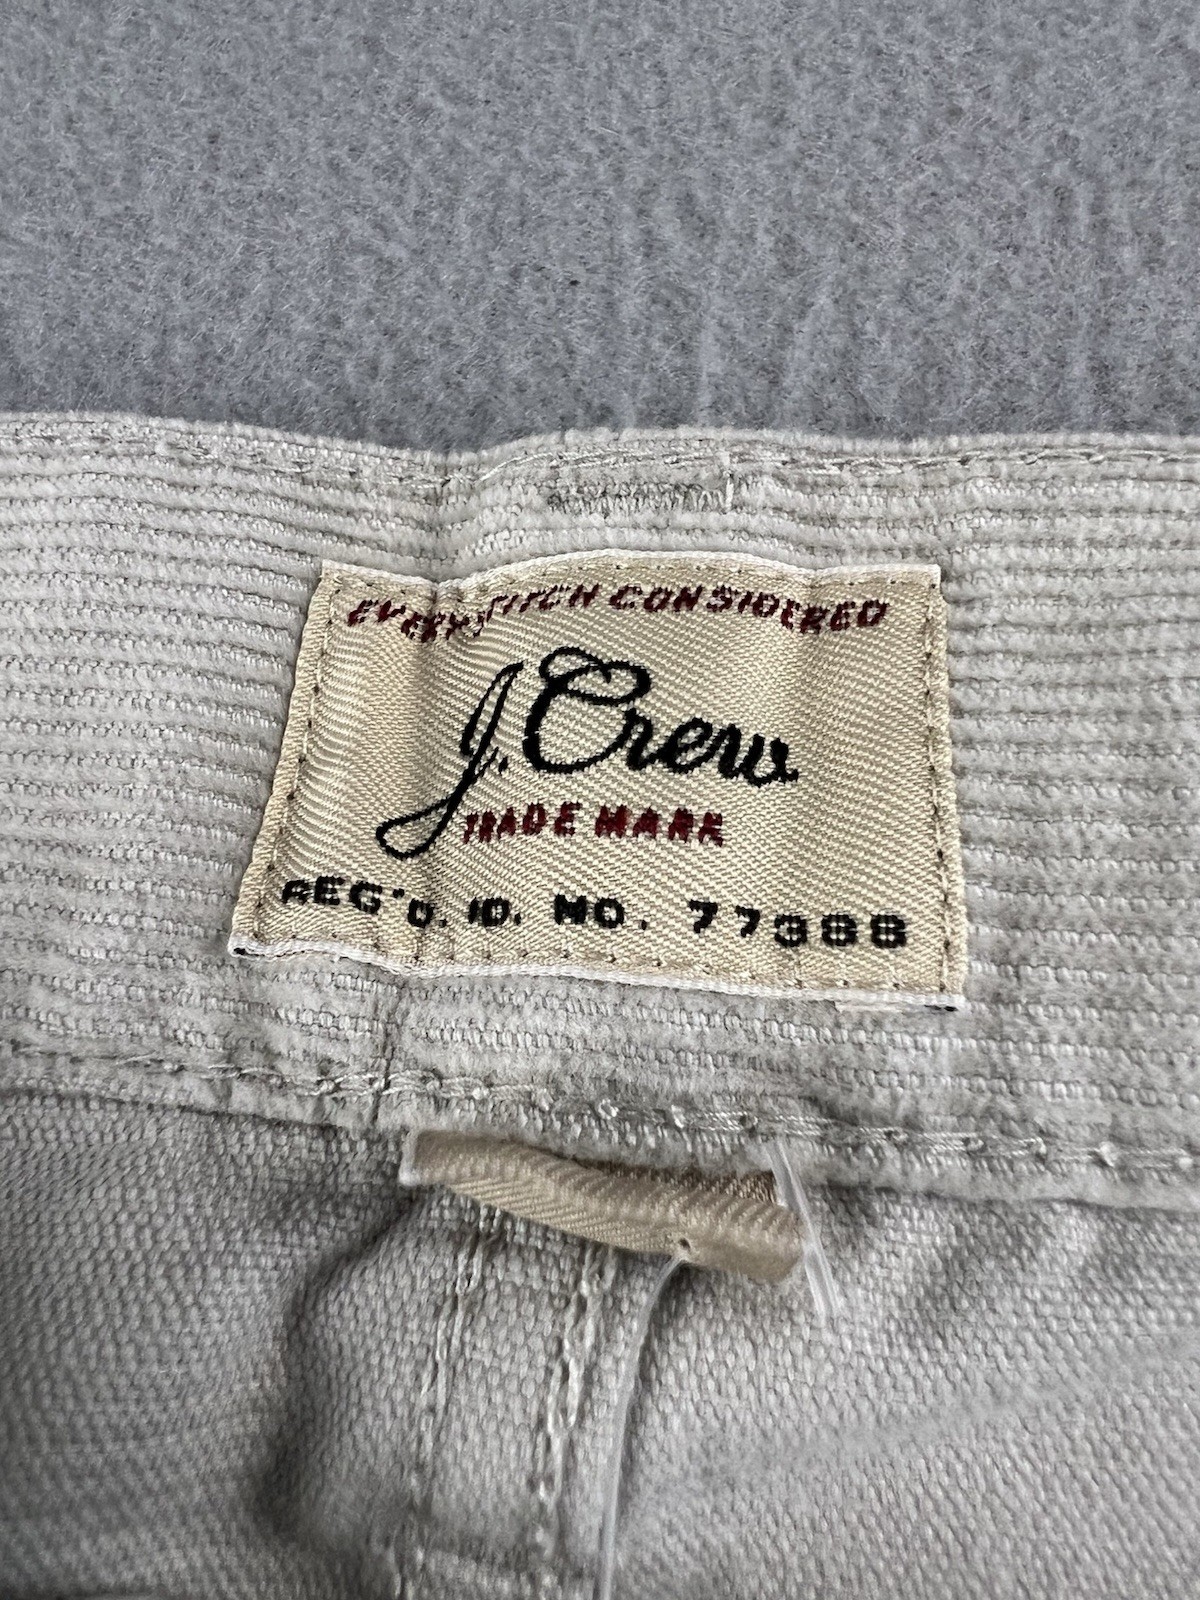 EVERY STITCH CONSIDERED
J.Crew
TRADE MARK
REG'D. ID. NO. 77388